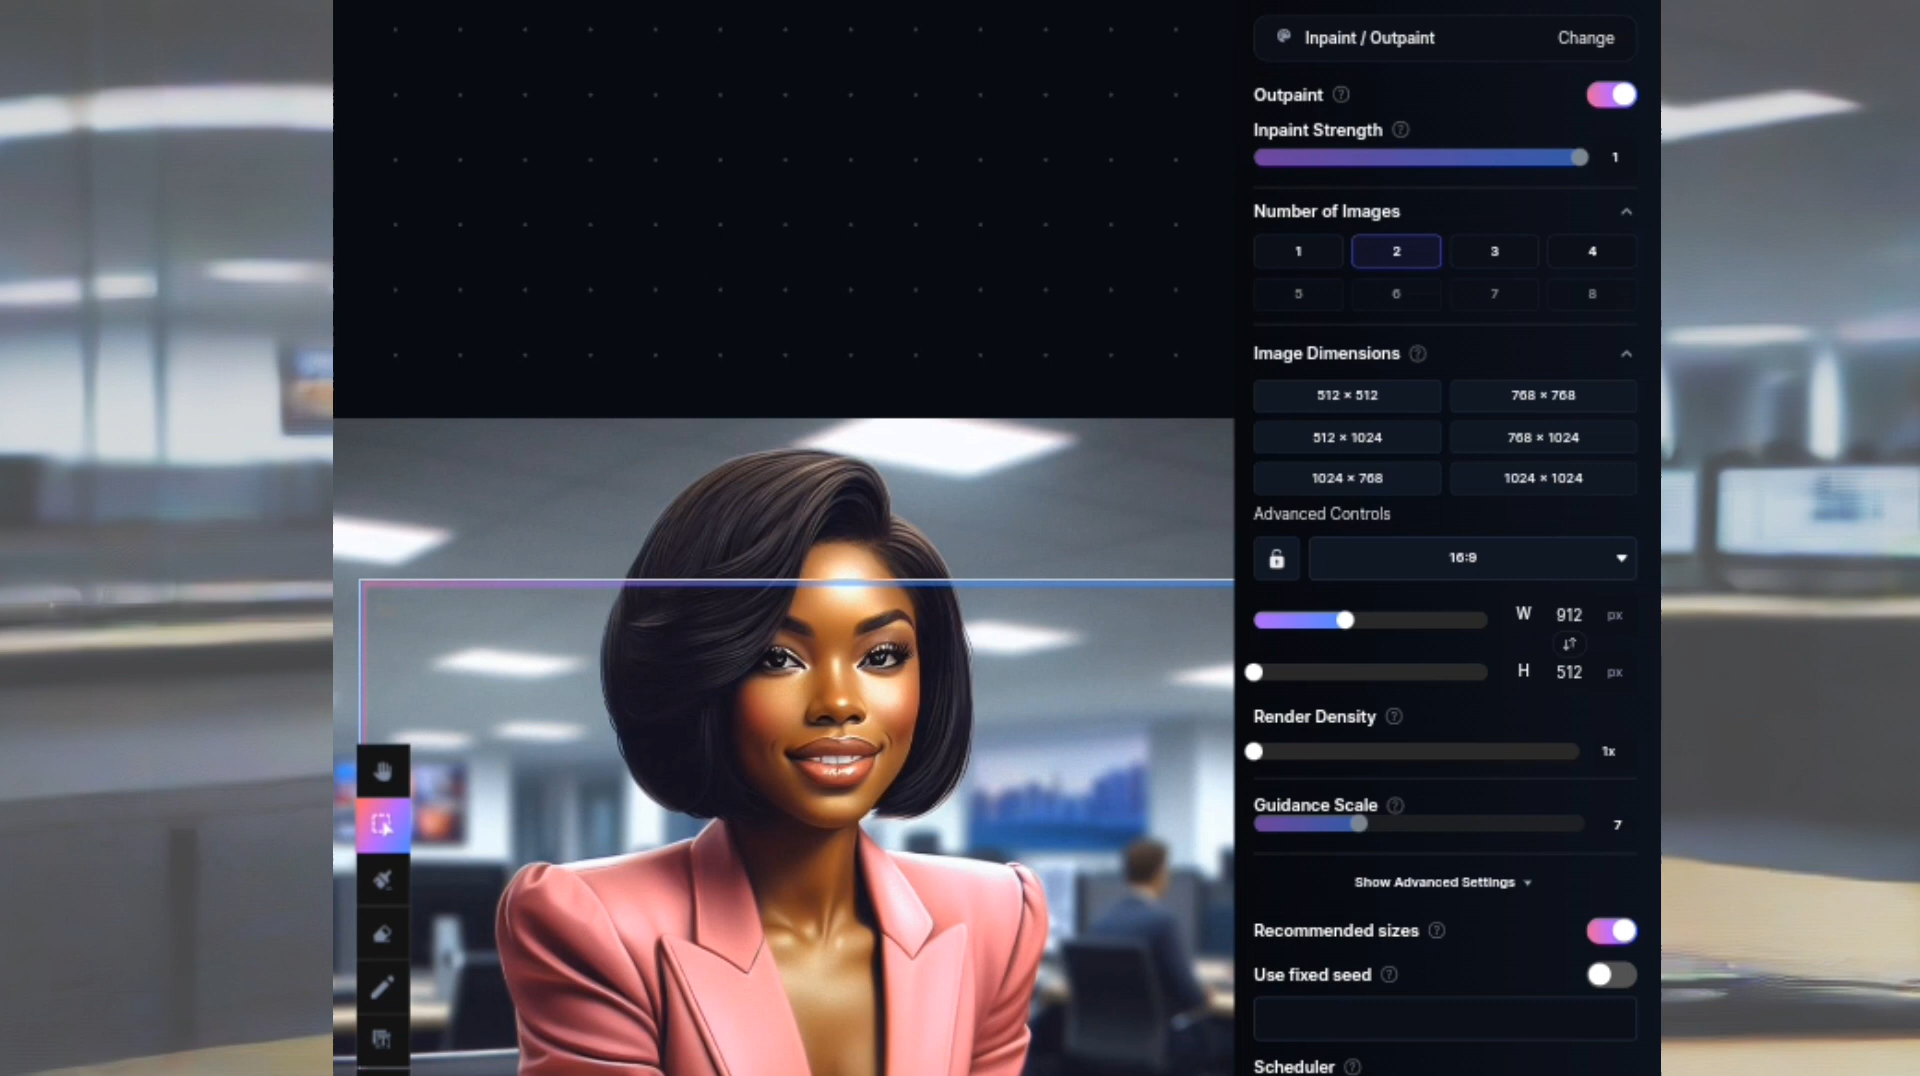 Inpaint / Outpaint Change
Outpaint ?
Inpaint Strength ?
1
Number of Images
1 2 3 4
5 6 7 8
Image Dimensions ?
512 × 512 768 × 768
512 × 1024 768 × 1024
1024 × 768 1024 × 1024
Advanced Controls
16:9
W 912 px
H 512 px
Render Density ?
1x
Guidance Scale ?
7
Show Advanced Settings
Recommended sizes ?
Use fixed seed ?
Scheduler ?